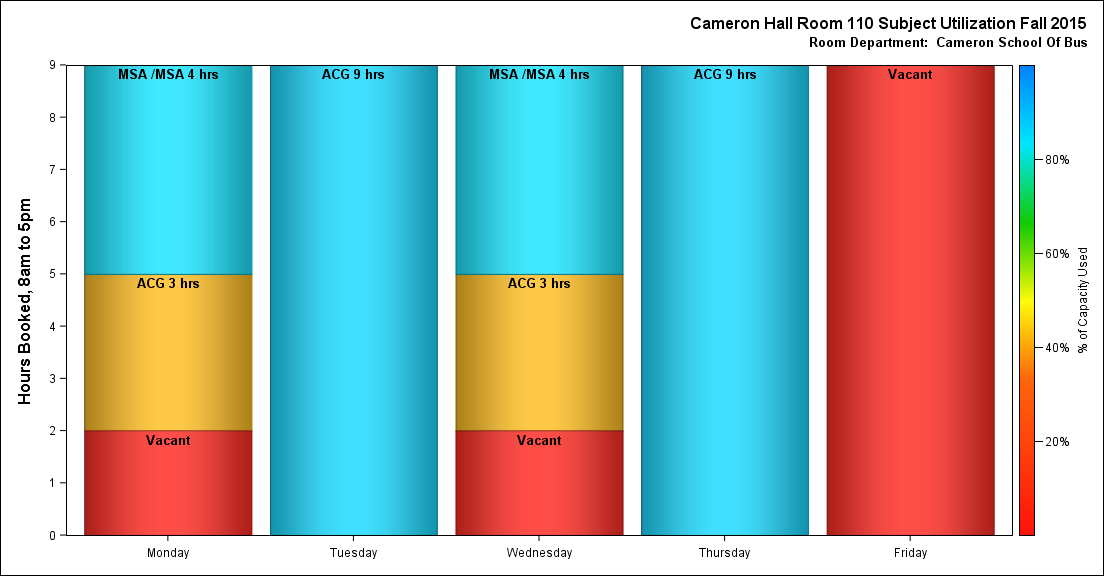 Cameron Hall Room 110 Subject Utilization Fall 2015
Room Department:  Cameron School Of Bus
Hours Booked, 8am to 5pm
9
8
7
6
5
4
3
2
1
0
MSA /MSA 4 hrs
ACG 3 hrs
Vacant
ACG 9 hrs
MSA /MSA 4 hrs
ACG 3 hrs
Vacant
ACG 9 hrs
Vacant
Monday
Tuesday
Wednesday
Thursday
Friday
80%
60%
40%
20%
% of Capacity Used